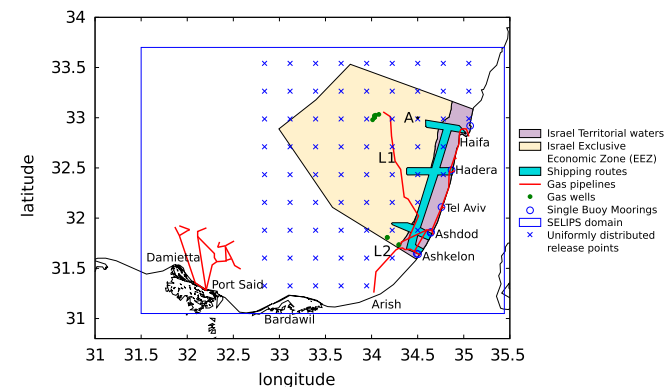 34
33.5
33
32.5
32
31.5
31
31
31.5
32
32.5
33
33.5
34
34.5
35
35.5
latitude
longitude
A
L1
L2
Haifa
Hadera
Tel Aviv
Ashdod
Ashkelon
Arish
Bardawil
Port Said
Damietta
Israel Territorial waters
Israel Exclusive
Economic Zone (EEZ)
Shipping routes
Gas pipelines
Gas wells
Single Buoy Moorings
SELIPS domain
Uniformly distributed
release points